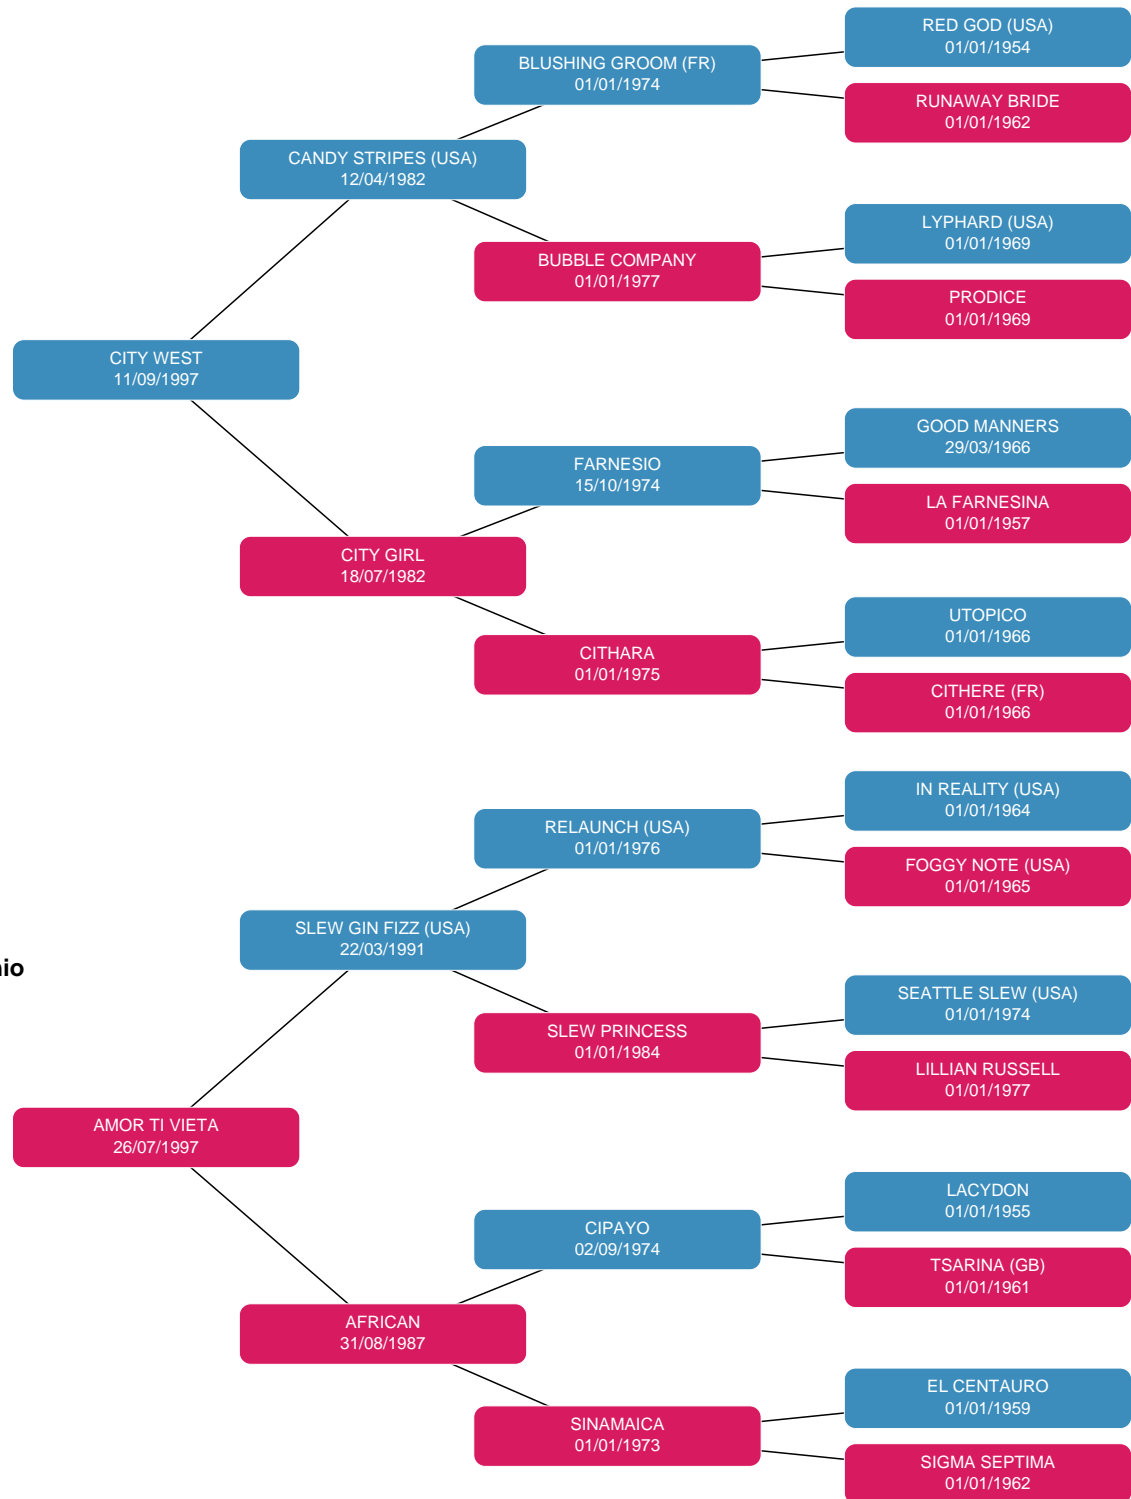 RED GOD (USA)
01/01/1954
BLUSHING GROOM (FR)
01/01/1974
RUNAWAY BRIDE
01/01/1962
CANDY STRIPES (USA)
12/04/1982
LYPHARD (USA)
01/01/1969
BUBBLE COMPANY
01/01/1977
PRODICE
01/01/1969
CITY WEST
11/09/1997
GOOD MANNERS
29/03/1966
FARNESIO
15/10/1974
LA FARNESINA
01/01/1957
CITY GIRL
18/07/1982
UTOPICO
01/01/1966
CITHARA
01/01/1975
CITHERE (FR)
01/01/1966
IN REALITY (USA)
01/01/1964
RELAUNCH (USA)
01/01/1976
FOGGY NOTE (USA)
01/01/1965
SLEW GIN FIZZ (USA)
22/03/1991
nio
SEATTLE SLEW (USA)
01/01/1974
SLEW PRINCESS
01/01/1984
LILLIAN RUSSELL
01/01/1977
AMOR TI VIETA
26/07/1997
LACYDON
01/01/1955
CIPAYO
02/09/1974
TSARINA (GB)
01/01/1961
AFRICAN
31/08/1987
EL CENTAURO
01/01/1959
SINAMAICA
01/01/1973
SIGMA SEPTIMA
01/01/1962